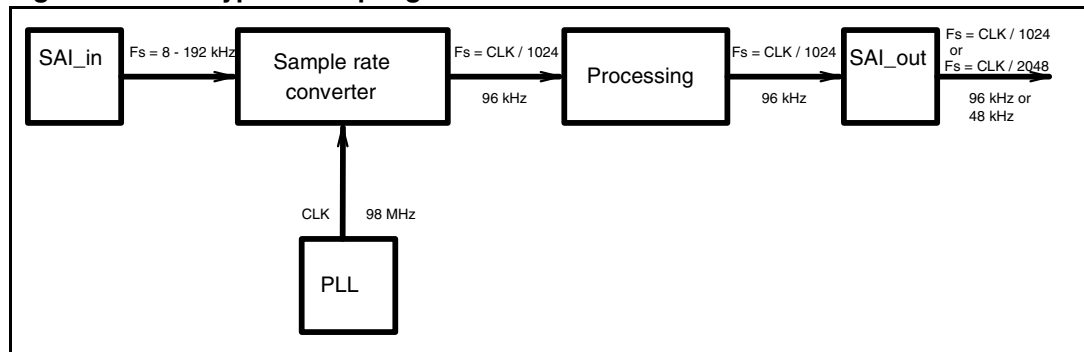 SAI_in
Fs = 8 - 192 kHz
Sample rate
converter
Fs = CLK / 1024
96 kHz
Processing
Fs = CLK / 1024
96 kHz
SAI_out
Fs = CLK / 1024
or
Fs = CLK / 2048
96 kHz or
48 kHz
CLK
98 MHz
PLL